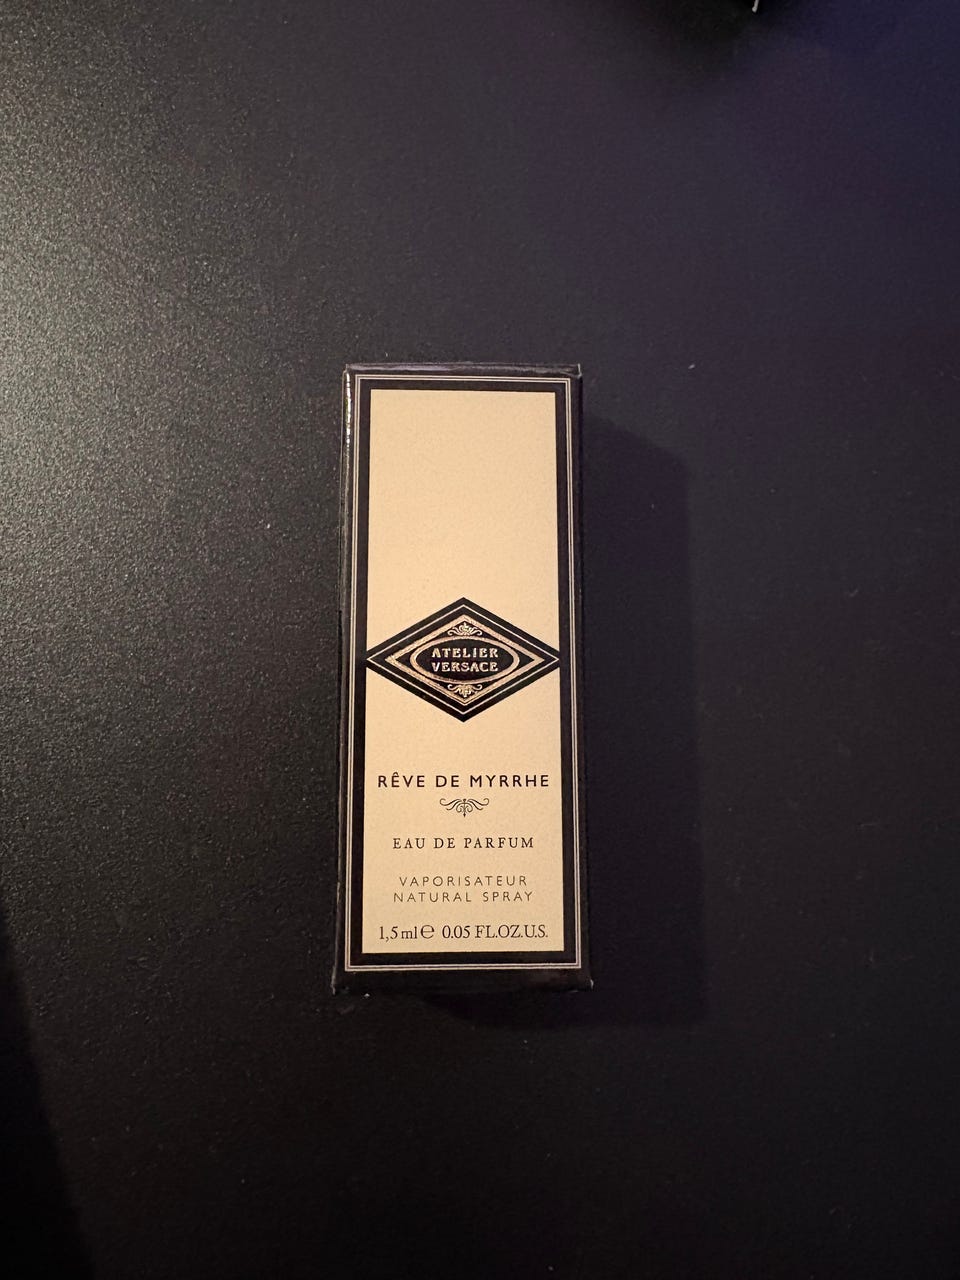 ATELIER
VERSACE
RÊVE DE MYRRHE
EAU DE PARFUM
VAPORISATEUR
NATURAL SPRAY
1,5 ml ℮ 0.05 FL.OZ.U.S.